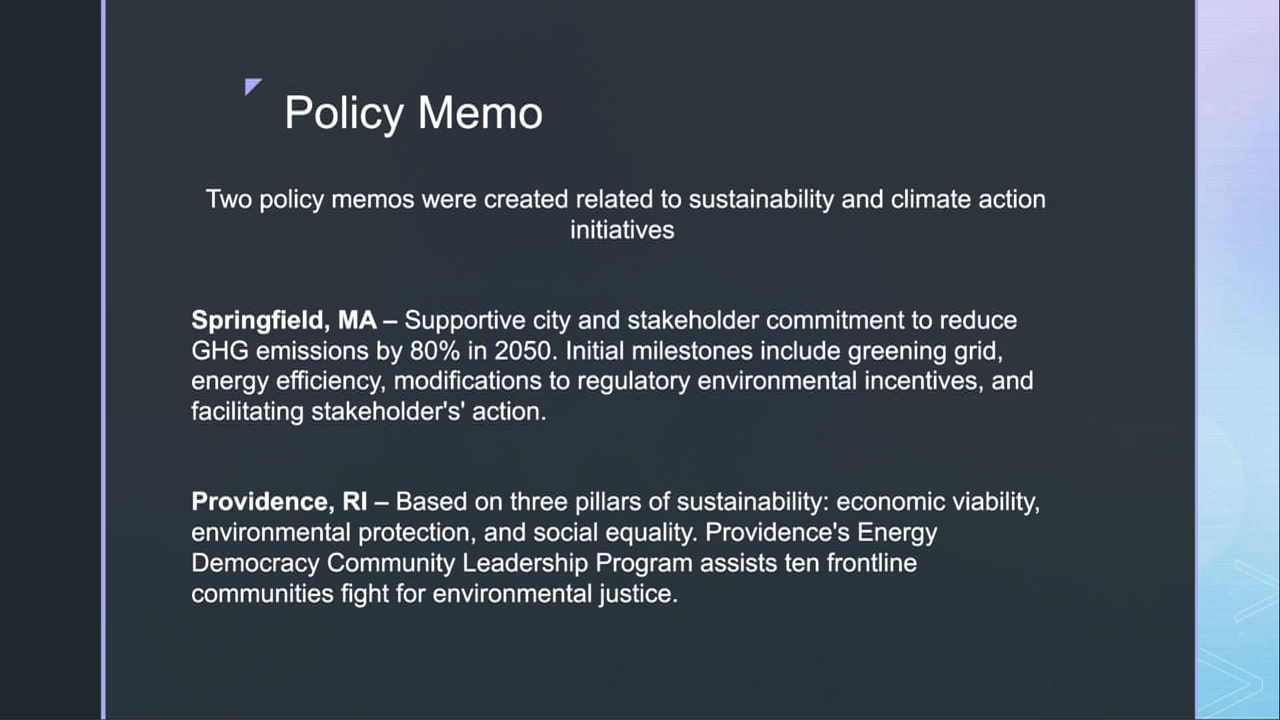 Policy Memo
Two policy memos were created related to sustainability and climate action
initiatives
Springfield, MA – Supportive city and stakeholder commitment to reduce
GHG emissions by 80% in 2050. Initial milestones include greening grid,
energy efficiency, modifications to regulatory environmental incentives, and
facilitating stakeholder's' action.
Providence, RI – Based on three pillars of sustainability: economic viability,
environmental protection, and social equality. Providence's Energy
Democracy Community Leadership Program assists ten frontline
communities fight for environmental justice.